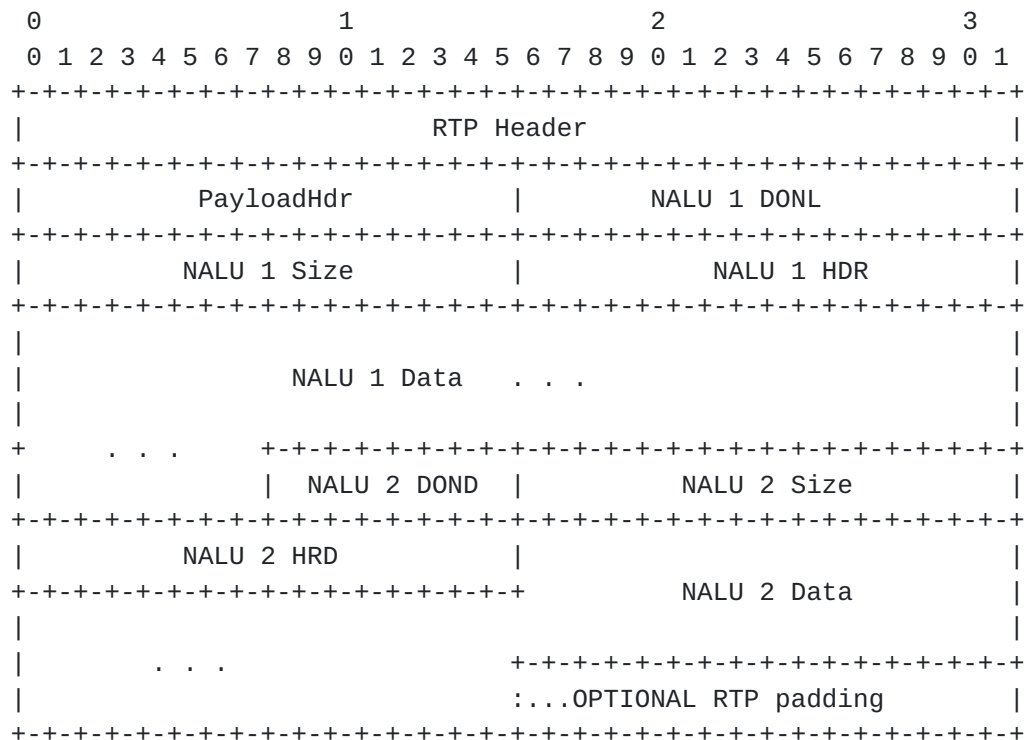 0                   1                   2                   3
 0 1 2 3 4 5 6 7 8 9 0 1 2 3 4 5 6 7 8 9 0 1 2 3 4 5 6 7 8 9 0 1
+-+-+-+-+-+-+-+-+-+-+-+-+-+-+-+-+-+-+-+-+-+-+-+-+-+-+-+-+-+-+-+-+
|                          RTP Header                           |
+-+-+-+-+-+-+-+-+-+-+-+-+-+-+-+-+-+-+-+-+-+-+-+-+-+-+-+-+-+-+-+-+
|           PayloadHdr          |        NALU 1 DONL            |
+-+-+-+-+-+-+-+-+-+-+-+-+-+-+-+-+-+-+-+-+-+-+-+-+-+-+-+-+-+-+-+-+
|          NALU 1 Size          |            NALU 1 HDR         |
+-+-+-+-+-+-+-+-+-+-+-+-+-+-+-+-+-+-+-+-+-+-+-+-+-+-+-+-+-+-+-+-+
|                                                               |
|                 NALU 1 Data   . . .                           |
|                                                               |
+     . . .     +-+-+-+-+-+-+-+-+-+-+-+-+-+-+-+-+-+-+-+-+-+-+-+-+
|               |  NALU 2 DOND  |          NALU 2 Size          |
+-+-+-+-+-+-+-+-+-+-+-+-+-+-+-+-+-+-+-+-+-+-+-+-+-+-+-+-+-+-+-+-+
|          NALU 2 HRD           |                               |
+-+-+-+-+-+-+-+-+-+-+-+-+-+-+-+-+          NALU 2 Data          |
|                                                               |
|        . . .                  +-+-+-+-+-+-+-+-+-+-+-+-+-+-+-+-+
|                               :...OPTIONAL RTP padding        |
+-+-+-+-+-+-+-+-+-+-+-+-+-+-+-+-+-+-+-+-+-+-+-+-+-+-+-+-+-+-+-+-+